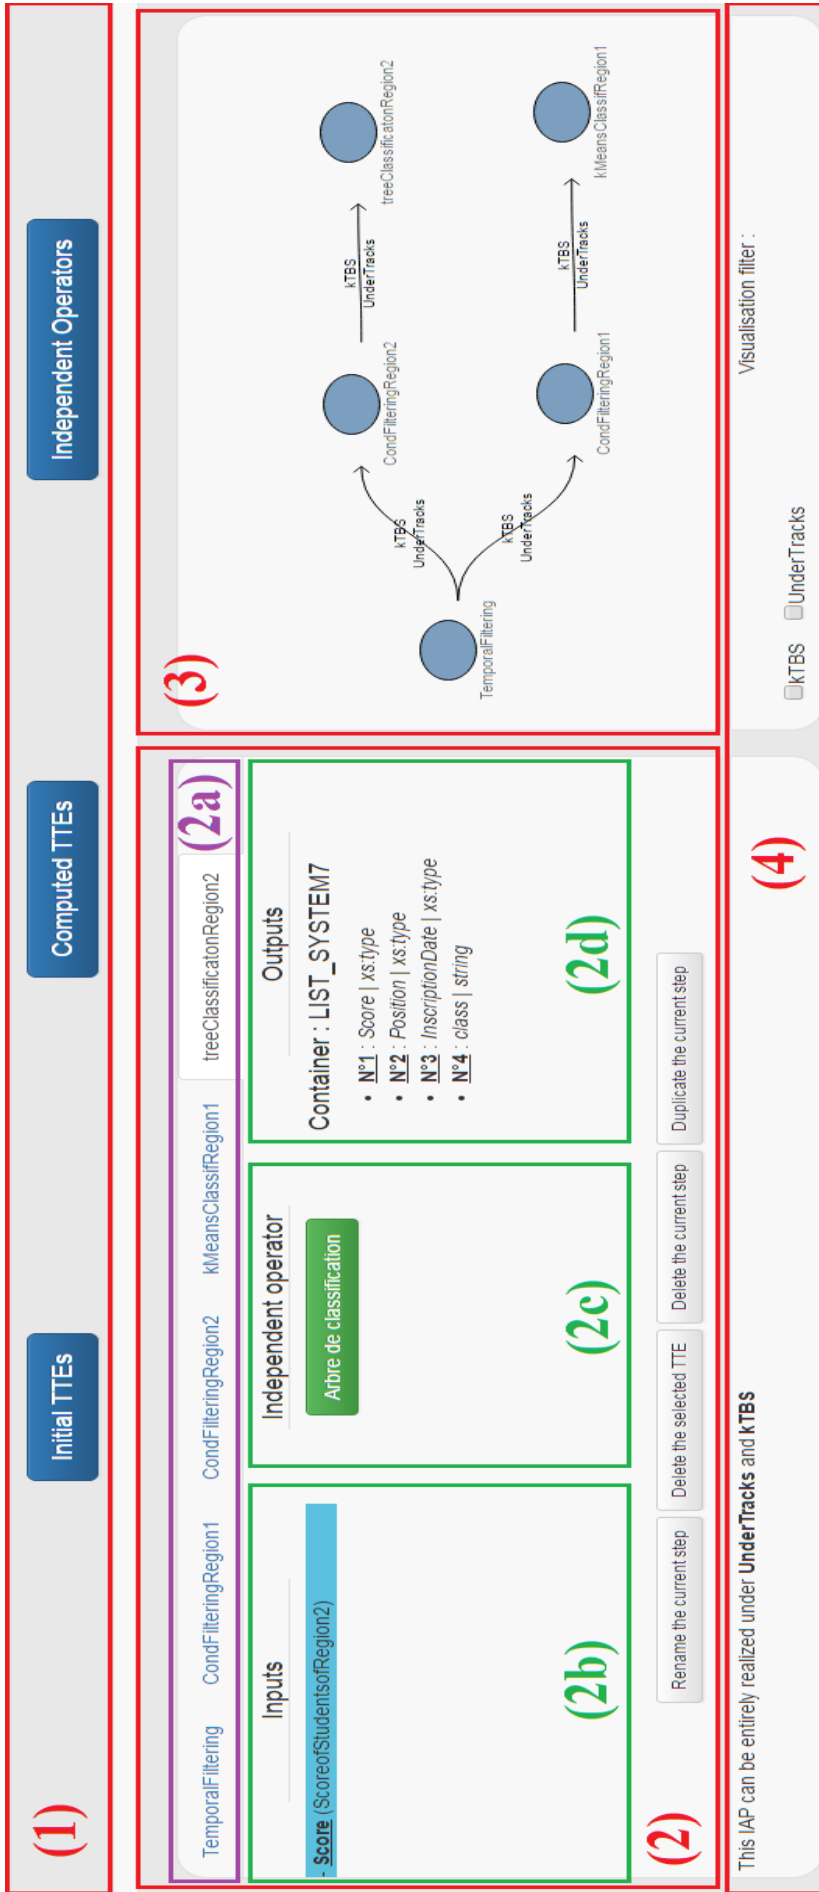 (1)
Initial TTEs
Computed TTEs
Independent Operators
(2a)
TemporalFiltering
CondFilteringRegion1
CondFilteringRegion2
kMeansClassifRegion1
treeClassificatonRegion2
Inputs
- Score (ScoreofStudentsofRegion2)
(2b)
Independent operator
Arbre de classification
(2c)
Outputs
Container : LIST_SYSTEM7
• N°1 : Score | xs:type
• N°2 : Position | xs:type
• N°3 : InscriptionDate | xs:type
• N°4 : class | string
(2d)
(2)
Rename the current step
Delete the selected TTE
Delete the current step
Duplicate the current step
(3)
TemporalFiltering
kTBS
UnderTracks
CondFilteringRegion2
kTBS
UnderTracks
treeClassificatonRegion2
kTBS
UnderTracks
CondFilteringRegion1
kTBS
UnderTracks
kMeansClassifRegion1
This IAP can be entirely realized under UnderTracks and kTBS
(4)
Visualisation filter :
kTBS
UnderTracks